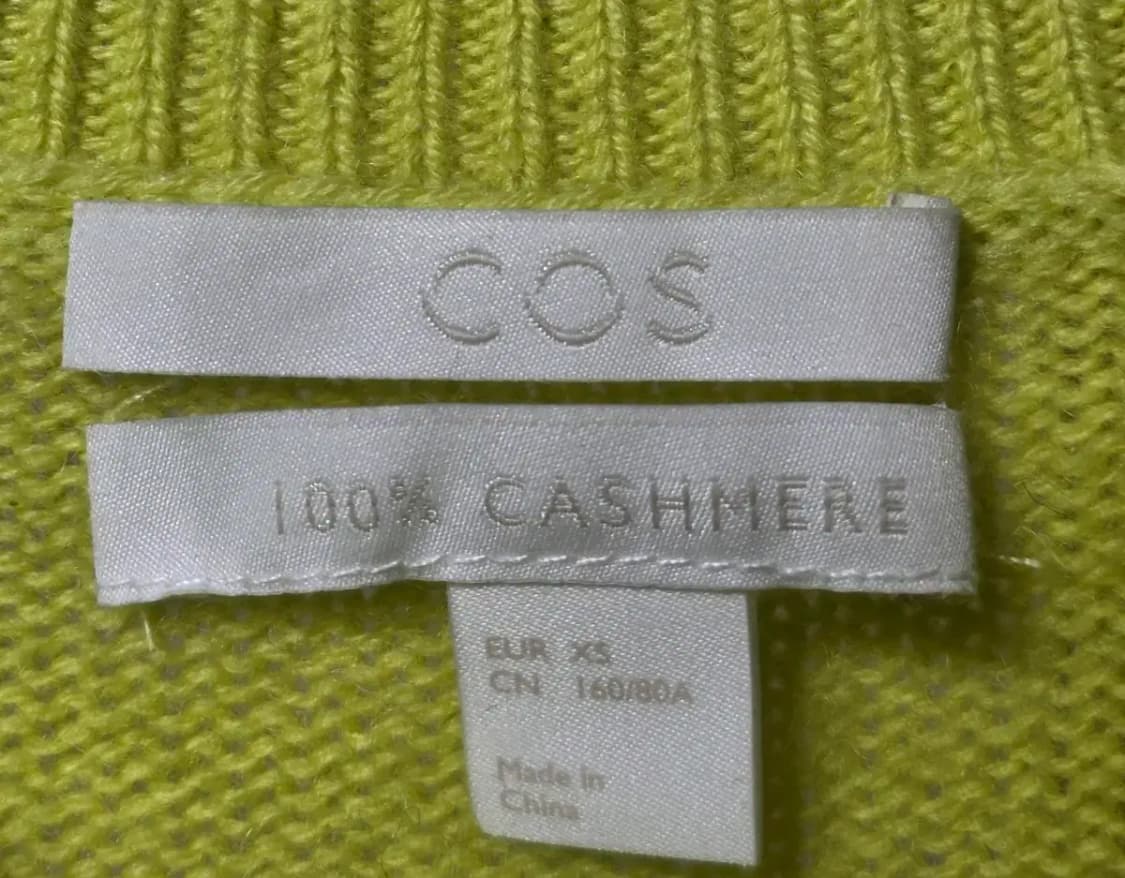 COS
100% CASHMERE
EUR XS
CN 160/80A
Made in
China